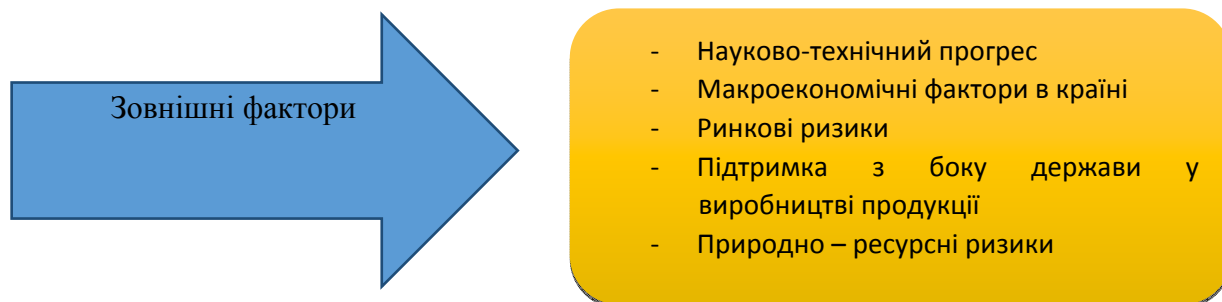 Зовнішні фактори
- Науково-технічний прогрес
- Макроекономічні фактори в країні
- Ринкові ризики
- Підтримка з боку держави у
виробництві продукції
- Природно – ресурсні ризики